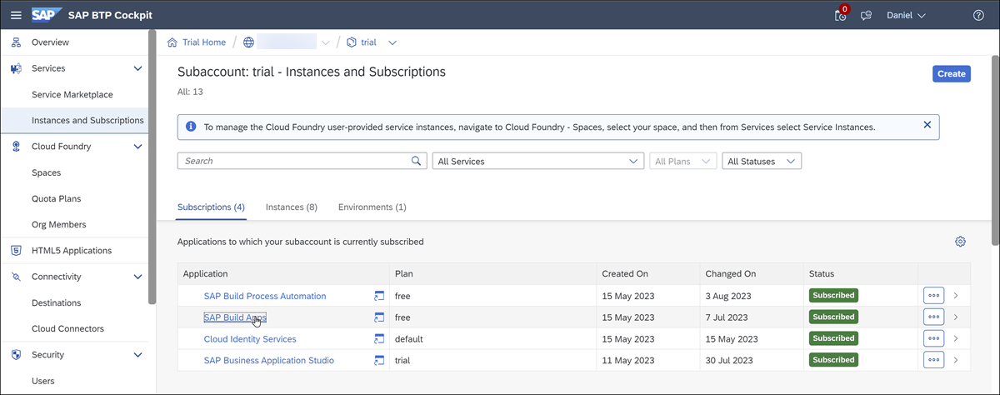 SAP SAP BTP Cockpit 0 Daniel
Overview
Services
Service Marketplace
Instances and Subscriptions
Cloud Foundry
Spaces
Quota Plans
Org Members
HTML5 Applications
Connectivity
Destinations
Cloud Connectors
Security
Users
Trial Home / / trial
Subaccount: trial - Instances and Subscriptions
Create
All: 13
To manage the Cloud Foundry user-provided service instances, navigate to Cloud Foundry - Spaces, select your space, and then from Services select Service Instances.
Search All Services All Plans All Statuses
Subscriptions (4) Instances (8) Environments (1)
Applications to which your subaccount is currently subscribed
Application Plan Created On Changed On Status
SAP Build Process Automation free 15 May 2023 3 Aug 2023 Subscribed
SAP Build Apps free 15 May 2023 7 Jul 2023 Subscribed
Cloud Identity Services default 15 May 2023 15 May 2023 Subscribed
SAP Business Application Studio trial 11 May 2023 30 Jul 2023 Subscribed